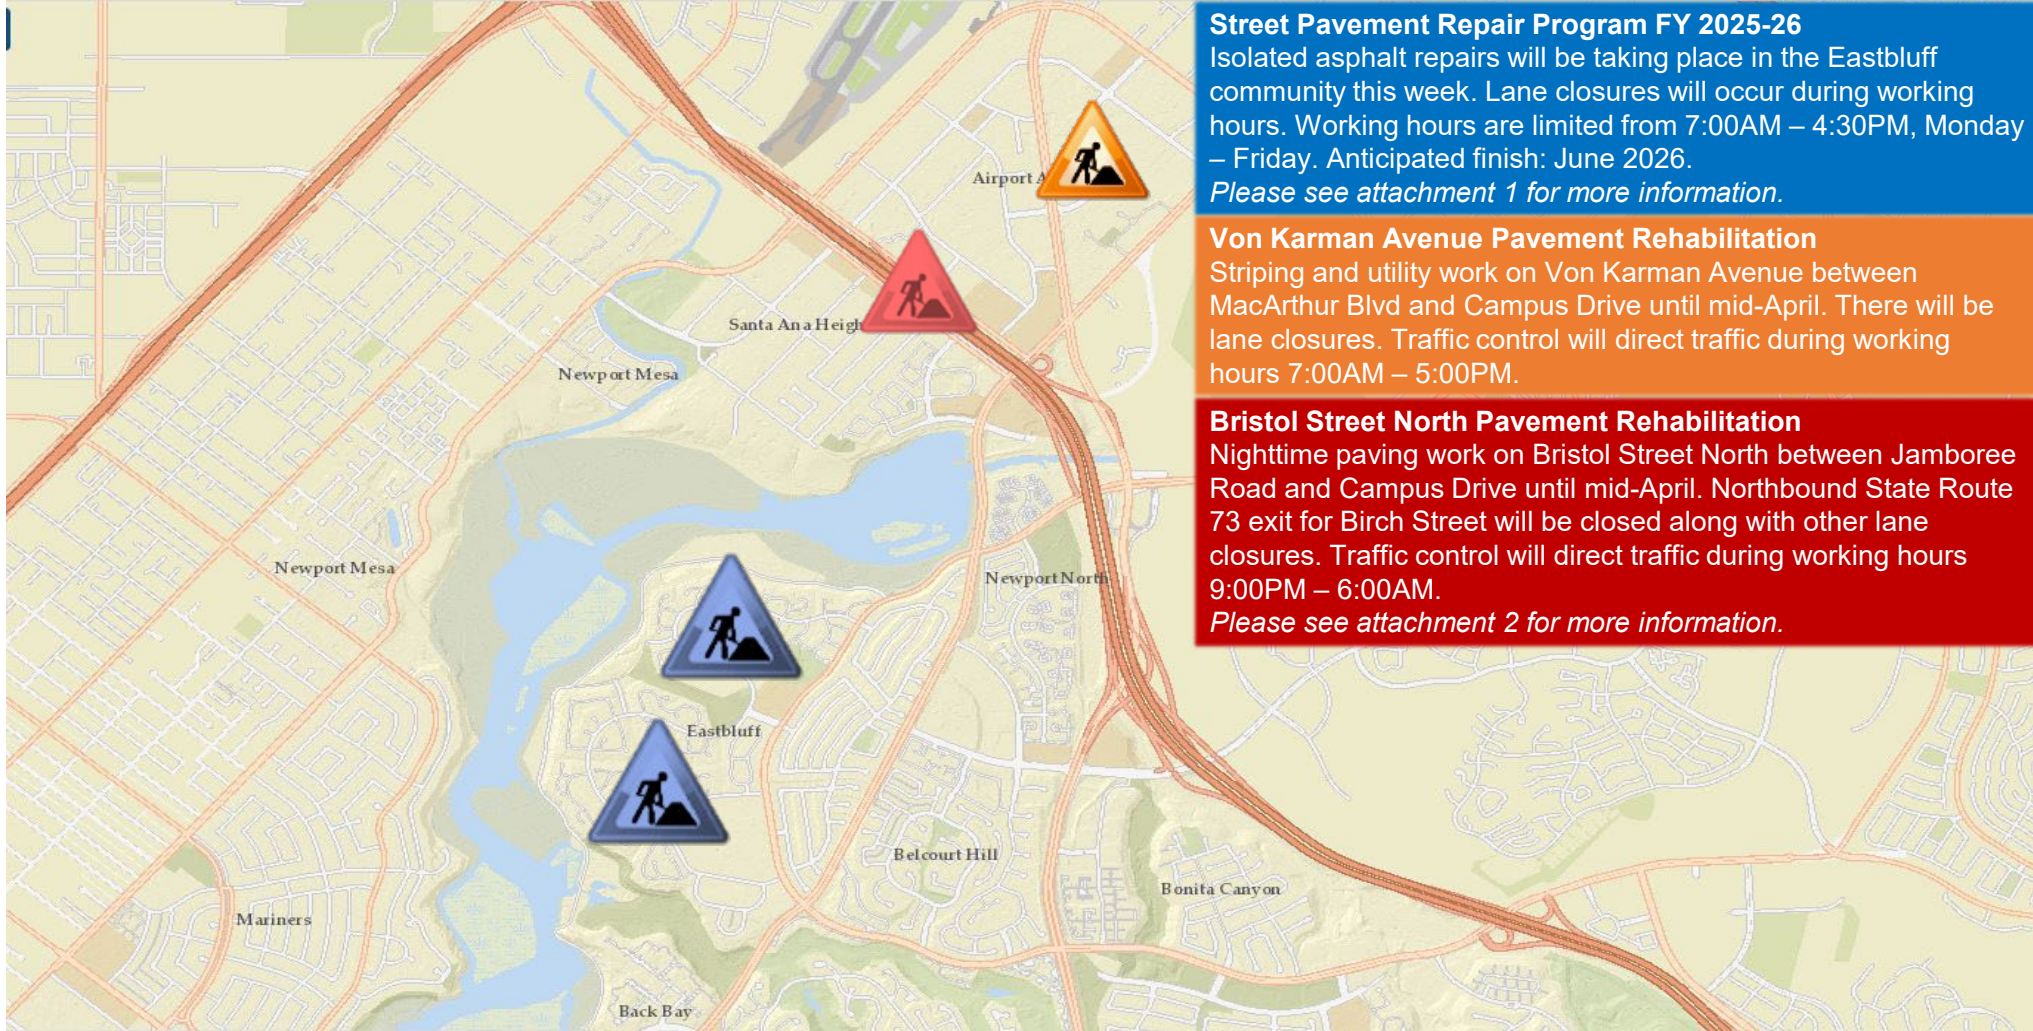 Street Pavement Repair Program FY 2025-26
Isolated asphalt repairs will be taking place in the Eastbluff
community this week. Lane closures will occur during working
hours. Working hours are limited from 7:00AM – 4:30PM, Monday
– Friday. Anticipated finish: June 2026.
Please see attachment 1 for more information.
Von Karman Avenue Pavement Rehabilitation
Striping and utility work on Von Karman Avenue between
MacArthur Blvd and Campus Drive until mid-April. There will be
lane closures. Traffic control will direct traffic during working
hours 7:00AM – 5:00PM.
Bristol Street North Pavement Rehabilitation
Nighttime paving work on Bristol Street North between Jamboree
Road and Campus Drive until mid-April. Northbound State Route
73 exit for Birch Street will be closed along with other lane
closures. Traffic control will direct traffic during working hours
9:00PM – 6:00AM.
Please see attachment 2 for more information.
Airport A
Santa Ana Heigh
Newport Mesa
Newport Mesa
Newport North
Eastbluff
Belcourt Hill
Bonita Canyon
Mariners
Back Bay